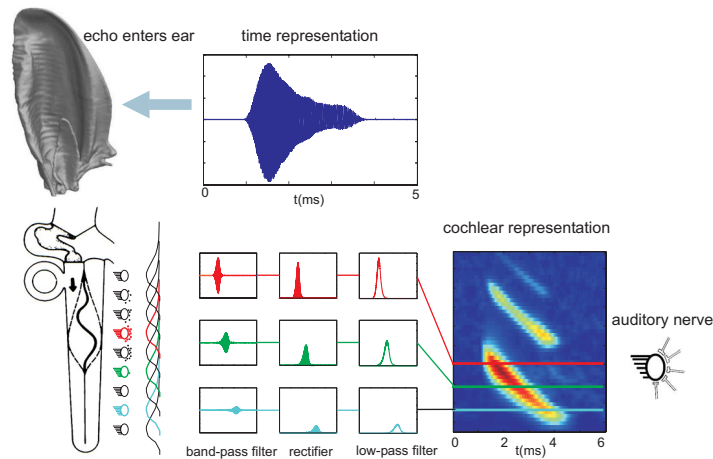 echo enters ear
time representation
0
5
t(ms)
cochlear representation
auditory nerve
band-pass filter
rectifier
low-pass filter
0 2 4 6
t(ms)